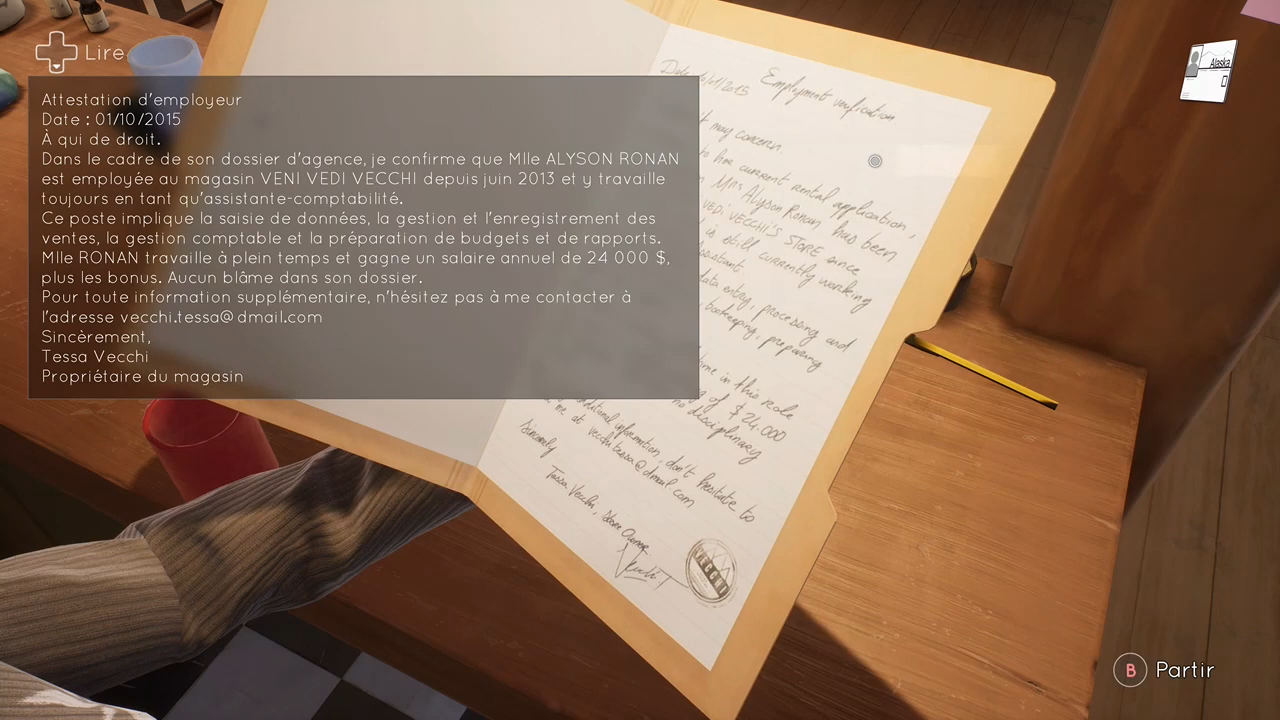 Lire
Attestation d'employeur
Date : 01/10/2015
À qui de droit.
Dans le cadre de son dossier d'agence, je confirme que Mlle ALYSON RONAN
est employée au magasin VENI VEDI VECCHI depuis juin 2013 et y travaille
toujours en tant qu'assistante-comptabilité.
Ce poste implique la saisie de données, la gestion et l'enregistrement des
ventes, la gestion comptable et la préparation de budgets et de rapports.
Mlle RONAN travaille à plein temps et gagne un salaire annuel de 24 000 $,
plus les bonus. Aucun blâme dans son dossier.
Pour toute information supplémentaire, n'hésitez pas à me contacter à
l'adresse vecchi.tessa@dmail.com
Sincèrement,
Tessa Vecchi
Propriétaire du magasin
Employment verification
may concern.
current rental application,
Mrs Alyson Ronan has been
VEDI VECCHI'S STORE since
is still currently working
data entry, processing and
bookkeeping, preparing
in this role
of $ 24.000
no disciplinary
information, don't hesitate to
me at vecchi.tessa@dmail.com
Sincerely
Tessa Vecchi, Store Owner
VECCHI
Alaska
B Partir